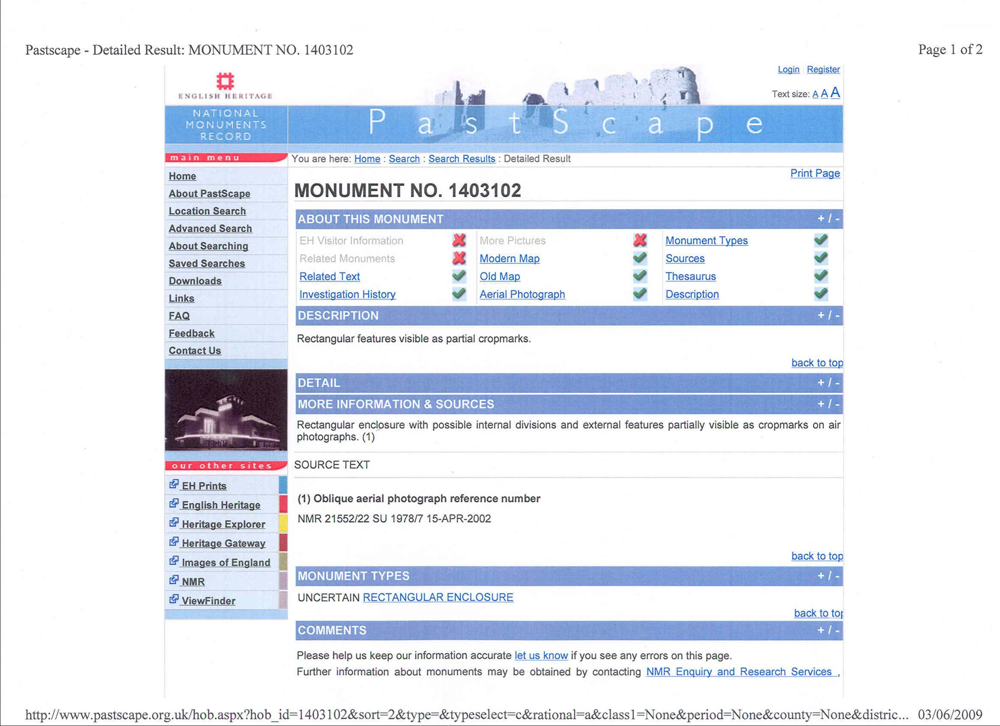 Pastscape - Detailed Result: MONUMENT NO. 1403102
Page 1 of 2
ENGLISH HERITAGE
Login Register
Text size: A A A
NATIONAL
MONUMENTS
RECORD
PastScape
main menu
Home
About PastScape
Location Search
Advanced Search
About Searching
Saved Searches
Downloads
Links
FAQ
Feedback
Contact Us
our other sites
EH Prints
English Heritage
Heritage Explorer
Heritage Gateway
Images of England
NMR
ViewFinder
You are here: Home : Search : Search Results : Detailed Result
Print Page
MONUMENT NO. 1403102
ABOUT THIS MONUMENT + / -
EH Visitor Information More Pictures Monument Types
Related Monuments Modern Map Sources
Related Text Old Map Thesaurus
Investigation History Aerial Photograph Description
DESCRIPTION + / -
Rectangular features visible as partial cropmarks.
back to top
DETAIL + / -
MORE INFORMATION & SOURCES + / -
Rectangular enclosure with possible internal divisions and external features partially visible as cropmarks on air
photographs. (1)
SOURCE TEXT
(1) Oblique aerial photograph reference number
NMR 21552/22 SU 1978/7 15-APR-2002
back to top
MONUMENT TYPES + / -
UNCERTAIN RECTANGULAR ENCLOSURE
back to top
COMMENTS + / -
Please help us keep our information accurate let us know if you see any errors on this page.
Further information about monuments may be obtained by contacting NMR Enquiry and Research Services ,
http://www.pastscape.org.uk/hob.aspx?hob_id=1403102&sort=2&type=&typeselect=c&rational=a&class1=None&period=None&county=None&distric... 03/06/2009